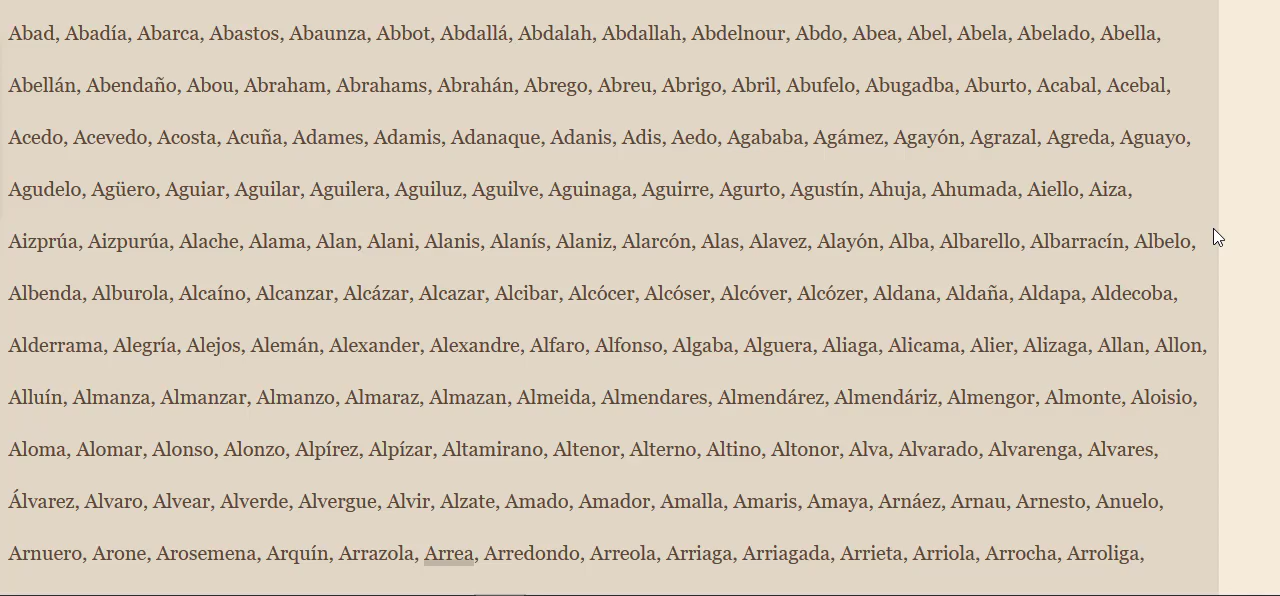 Abad, Abadía, Abarca, Abastos, Abaunza, Abbot, Abdallá, Abdalah, Abdallah, Abdelnour, Abdo, Abea, Abel, Abela, Abelado, Abella,
Abellán, Abendaño, Abou, Abraham, Abrahams, Abrahán, Abrego, Abreu, Abrigo, Abril, Abufelo, Abugadba, Aburto, Acabal, Acebal,
Acedo, Acevedo, Acosta, Acuña, Adames, Adamis, Adanaque, Adanis, Adis, Aedo, Agababa, Agámez, Agayón, Agrazal, Agreda, Aguayo,
Agudelo, Agüero, Aguiar, Aguilar, Aguilera, Aguiluz, Aguilve, Aguinaga, Aguirre, Agurto, Agustín, Ahuja, Ahumada, Aiello, Aiza,
Aizprúa, Aizpurúa, Alache, Alama, Alan, Alani, Alanis, Alanís, Alaniz, Alarcón, Alas, Alavez, Alayón, Alba, Albarello, Albarracín, Albelo,
Albenda, Alburola, Alcaíno, Alcanzar, Alcázar, Alcazar, Alcibar, Alcócer, Alcóser, Alcóver, Alcózer, Aldana, Aldaña, Aldapa, Aldecoba,
Alderrama, Alegría, Alejos, Alemán, Alexander, Alexandre, Alfaro, Alfonso, Algaba, Alguera, Aliaga, Alicama, Alier, Alizaga, Allan, Allon,
Alluín, Almanza, Almanzar, Almanzo, Almaraz, Almazan, Almeida, Almendares, Almendárez, Almendáriz, Almengor, Almonte, Aloisio,
Aloma, Alomar, Alonso, Alonzo, Alpírez, Alpízar, Altamirano, Altenor, Alterno, Altino, Altonor, Alva, Alvarado, Alvarenga, Alvares,
Álvarez, Alvaro, Alvear, Alverde, Alvergue, Alvir, Alzate, Amado, Amador, Amalla, Amaris, Amaya, Arnáez, Arnau, Arnesto, Anuelo,
Arnuero, Arone, Arosemena, Arquín, Arrazola, Arrea, Arredondo, Arreola, Arriaga, Arriagada, Arrieta, Arriola, Arrocha, Arroliga,